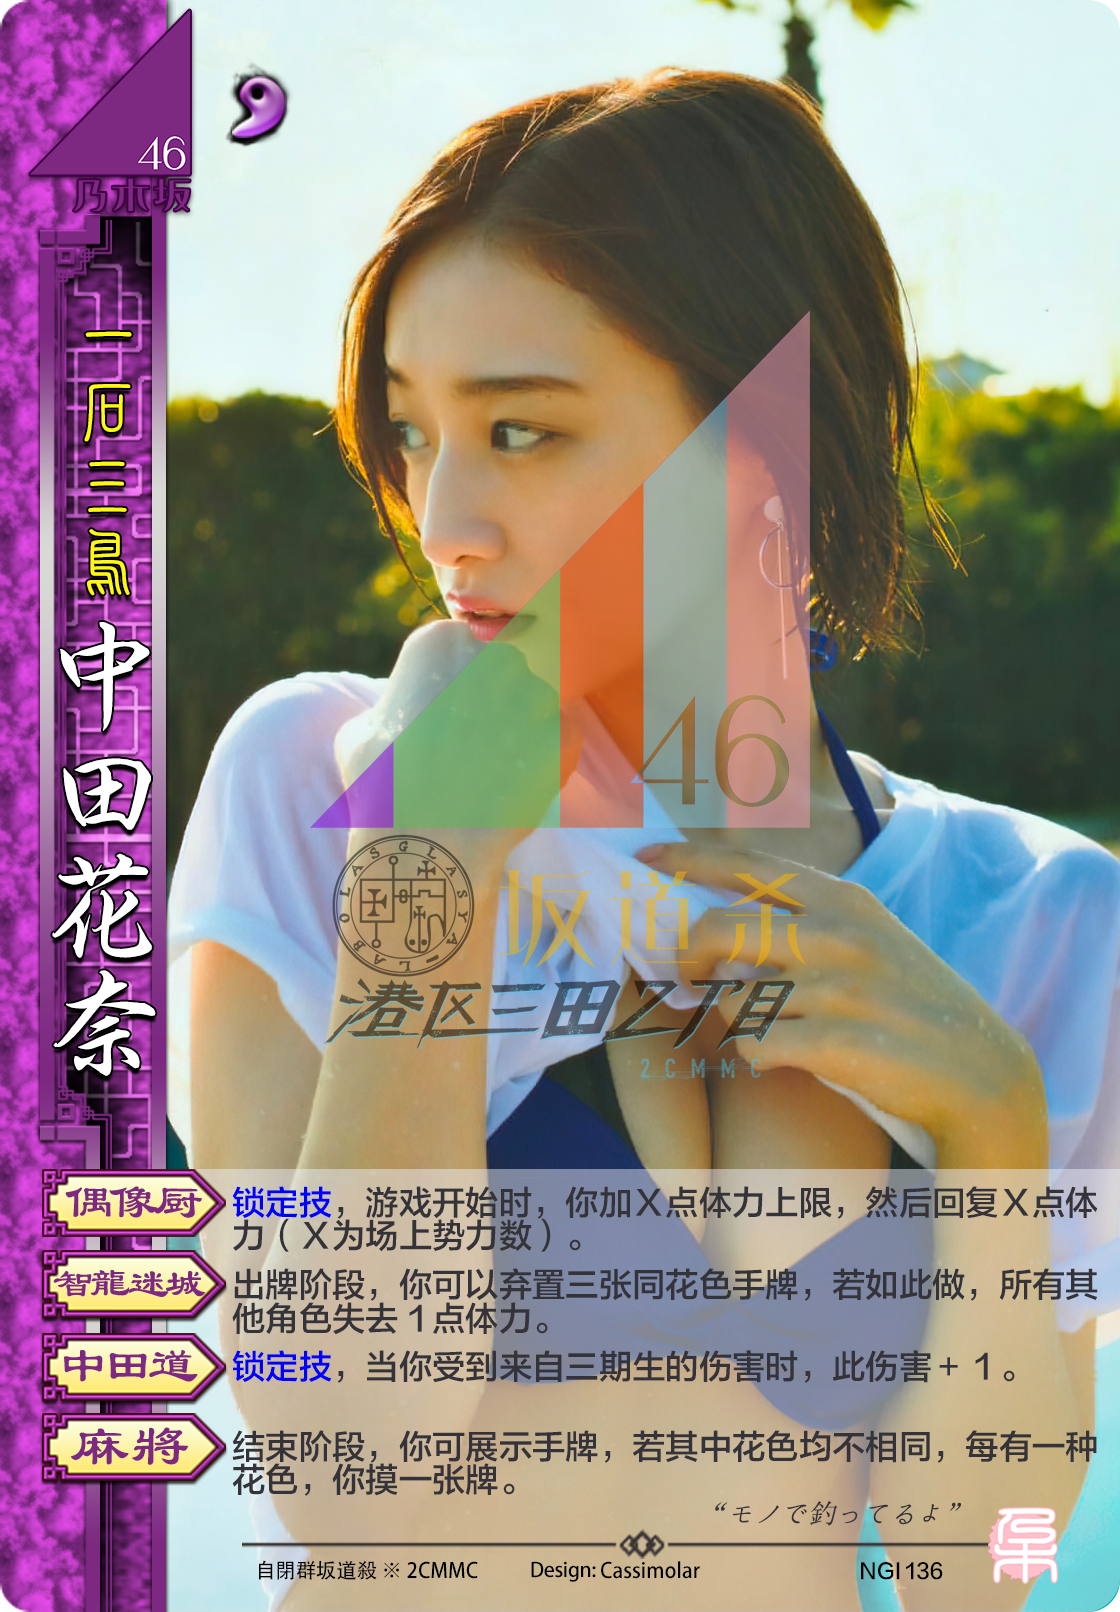 46
乃木坂
一石三鳥
中田花奈
46
GLASYALABOLAS
坂道杀
港区三田2丁目
2CMMC
偶像厨
锁定技，游戏开始时，你加X点体力上限，然后回复X点体
力（X为场上势力数）。
智龍迷城
出牌阶段，你可以弃置三张同花色手牌，若如此做，所有其
他角色失去1点体力。
中田道
锁定技，当你受到来自三期生的伤害时，此伤害+1。
麻將
结束阶段，你可展示手牌，若其中花色均不相同，每有一种
花色，你摸一张牌。
“モノで釣ってるよ”
自閉群坂道殺 ※ 2CMMC
Design: Cassimolar
NGI 136